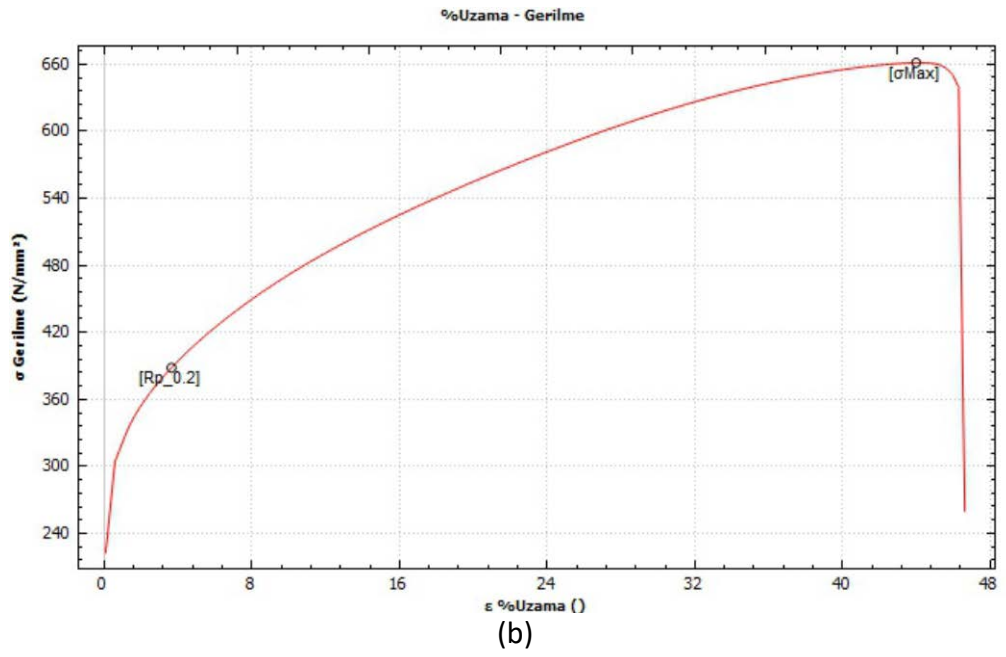 %Uzama - Gerilme
σ Gerilme (N/mm²)
660
600
540
480
420
360
300
240
[σMax]
[Rp_0.2]
0 8 16 24 32 40 48
ε %Uzama ()
(b)